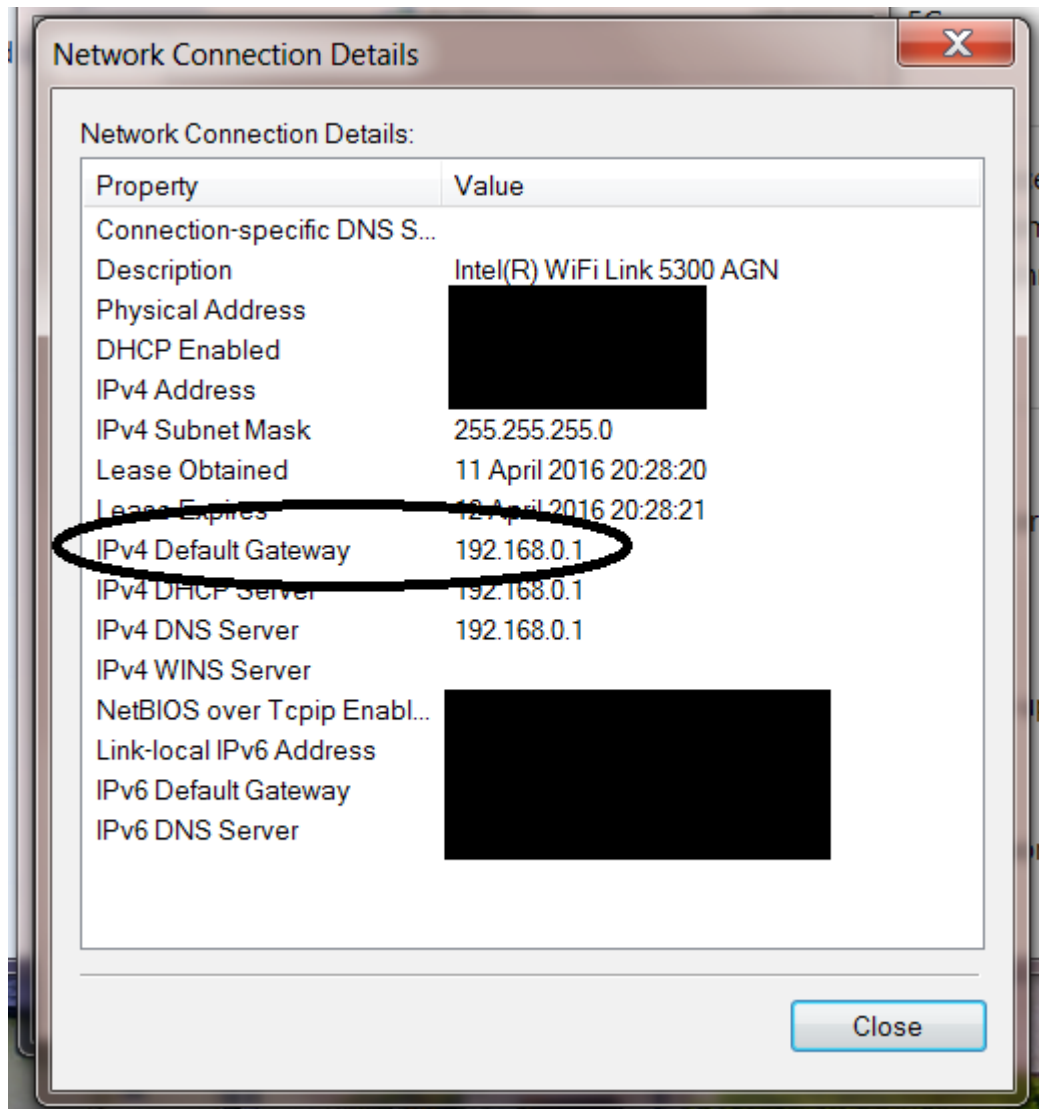 Network Connection Details
Network Connection Details:
Property Value
Connection-specific DNS S...
Description Intel(R) WiFi Link 5300 AGN
Physical Address
DHCP Enabled
IPv4 Address
IPv4 Subnet Mask 255.255.255.0
Lease Obtained 11 April 2016 20:28:20
Lease Expires 12 April 2016 20:28:21
IPv4 Default Gateway 192.168.0.1
IPv4 DHCP Server 192.168.0.1
IPv4 DNS Server 192.168.0.1
IPv4 WINS Server
NetBIOS over Tcpip Enabl...
Link-local IPv6 Address
IPv6 Default Gateway
IPv6 DNS Server
Close